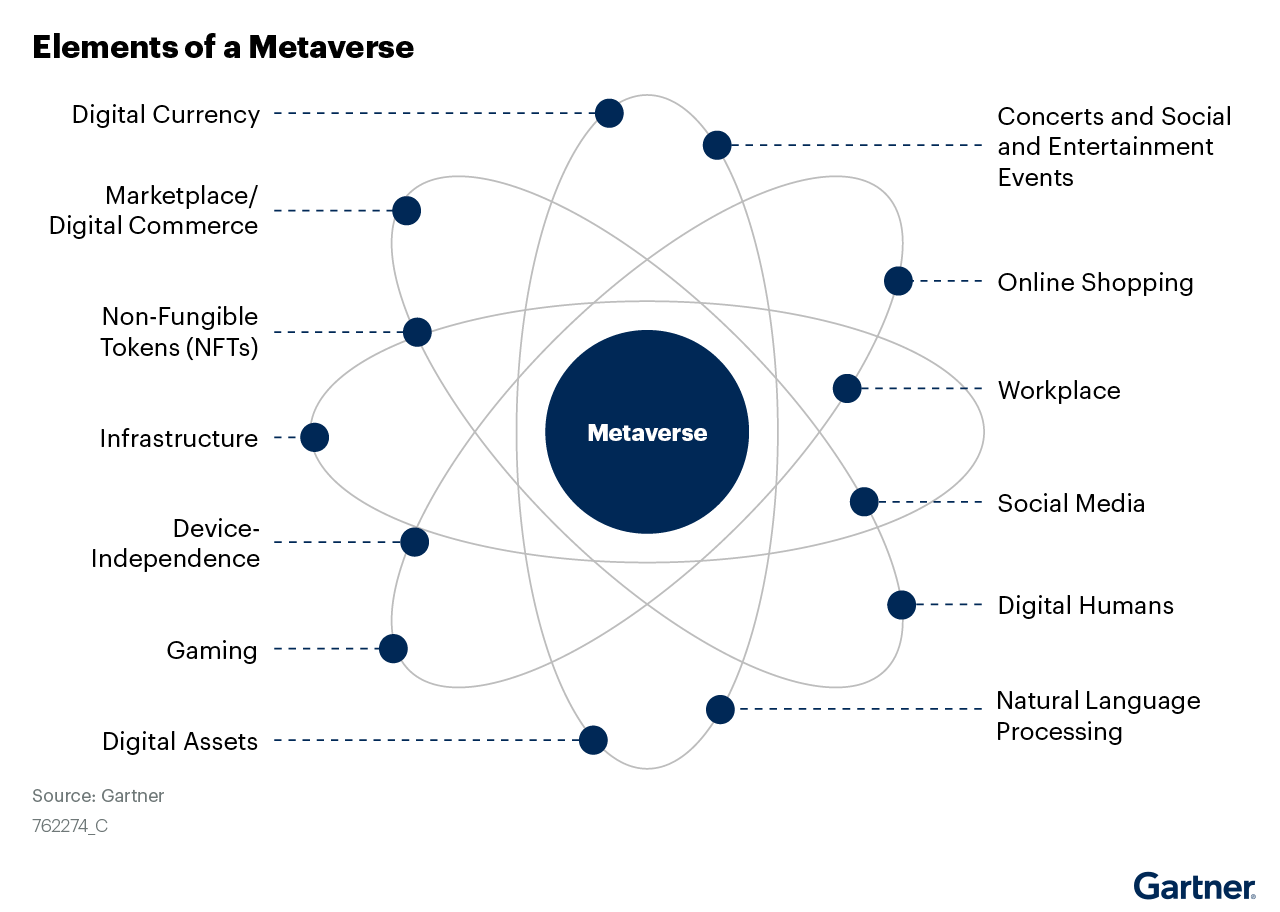 Elements of a Metaverse
Digital Currency
Marketplace/
Digital Commerce
Non-Fungible
Tokens (NFTs)
Infrastructure
Device-
Independence
Gaming
Digital Assets
Metaverse
Concerts and Social
and Entertainment
Events
Online Shopping
Workplace
Social Media
Digital Humans
Natural Language
Processing
Source: Gartner
762274_C
Gartner®